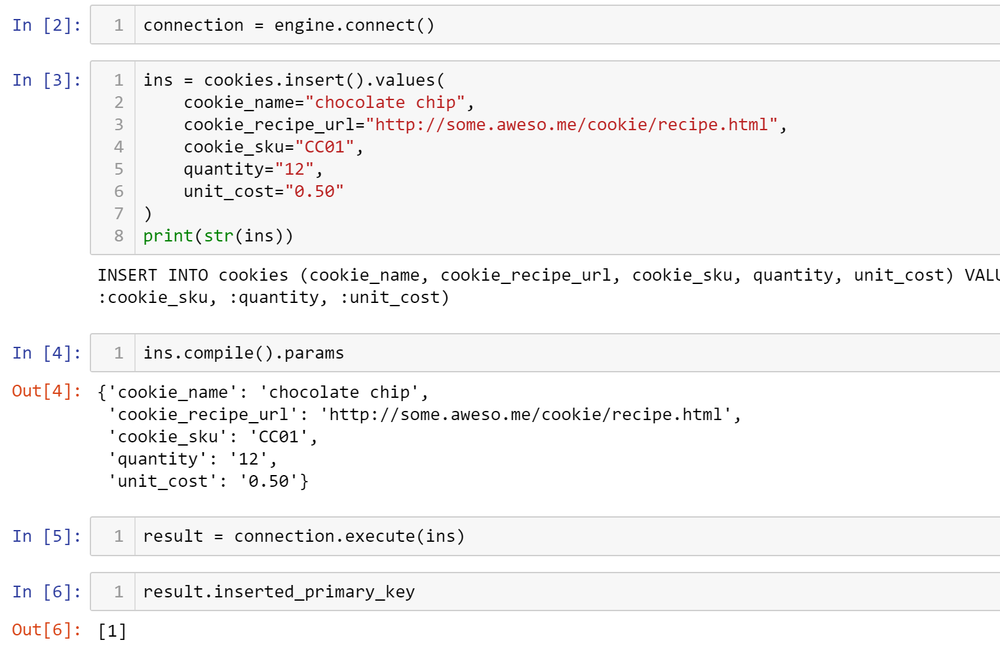 In [2]: 1 connection = engine.connect()
In [3]: 1 ins = cookies.insert().values(
2     cookie_name="chocolate chip",
3     cookie_recipe_url="http://some.aweso.me/cookie/recipe.html",
4     cookie_sku="CC01",
5     quantity="12",
6     unit_cost="0.50"
7 )
8 print(str(ins))
INSERT INTO cookies (cookie_name, cookie_recipe_url, cookie_sku, quantity, unit_cost)
:cookie_sku, :quantity, :unit_cost)
In [4]: 1 ins.compile().params
Out[4]: {'cookie_name': 'chocolate chip',
'cookie_recipe_url': 'http://some.aweso.me/cookie/recipe.html',
'cookie_sku': 'CC01',
'quantity': '12',
'unit_cost': '0.50'}
In [5]: 1 result = connection.execute(ins)
In [6]: 1 result.inserted_primary_key
Out[6]: [1]